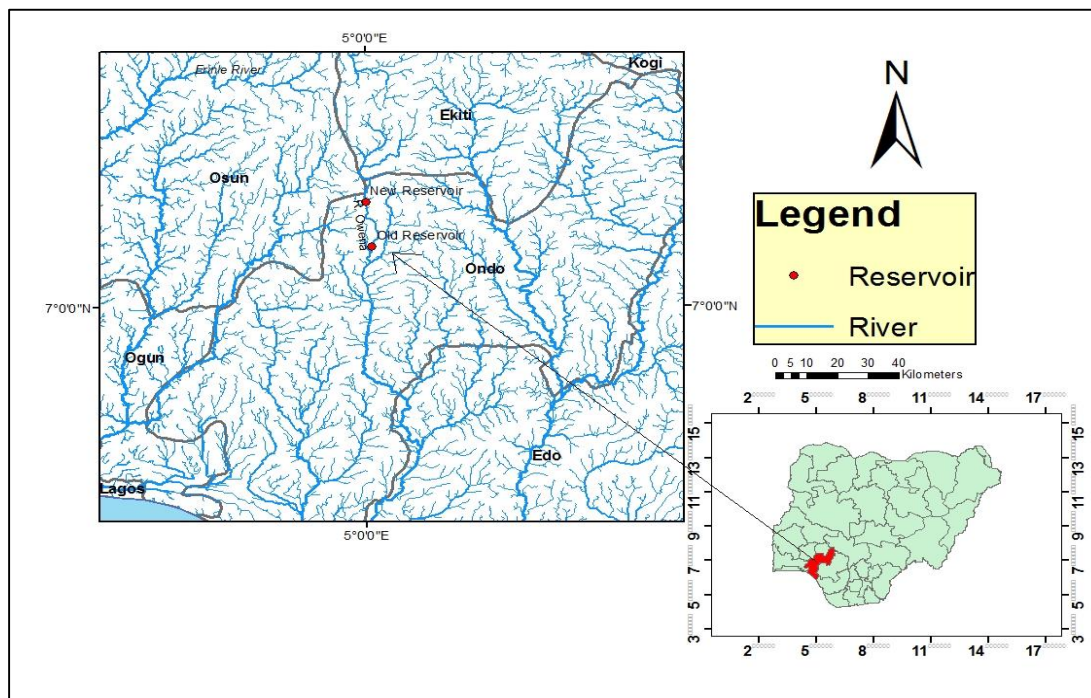 5°0'0"E
Erinle River
Kogi
Ekiti
Osun
New Reservoir
R. Owena
Old Reservoir
Ondo
7°0'0"N
7°0'0"N
Ogun
Edo
Lagos
5°0'0"E
N
Legend
Reservoir
River
0 5 10 20 30 40
Kilometers
2 5 8 11 14 17
15 15
13 13
11 11
9 9
7 7
5 5
3 3
2 5 8 11 14 17